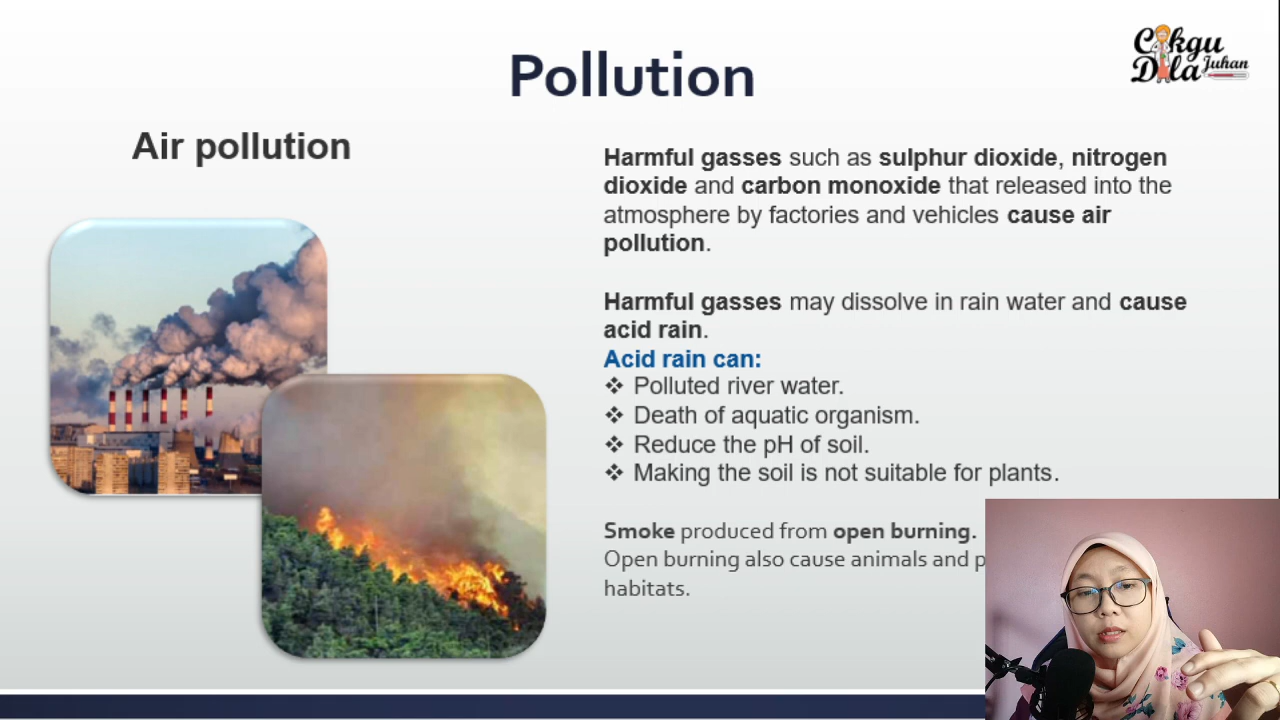 Pollution
Cikgu
Dila Juhan
Air pollution
Harmful gasses such as sulphur dioxide, nitrogen
dioxide and carbon monoxide that released into the
atmosphere by factories and vehicles cause air
pollution.
Harmful gasses may dissolve in rain water and cause
acid rain.
Acid rain can:
❖ Polluted river water.
❖ Death of aquatic organism.
❖ Reduce the pH of soil.
❖ Making the soil is not suitable for plants.
Smoke produced from open burning.
Open burning also cause animals and
habitats.